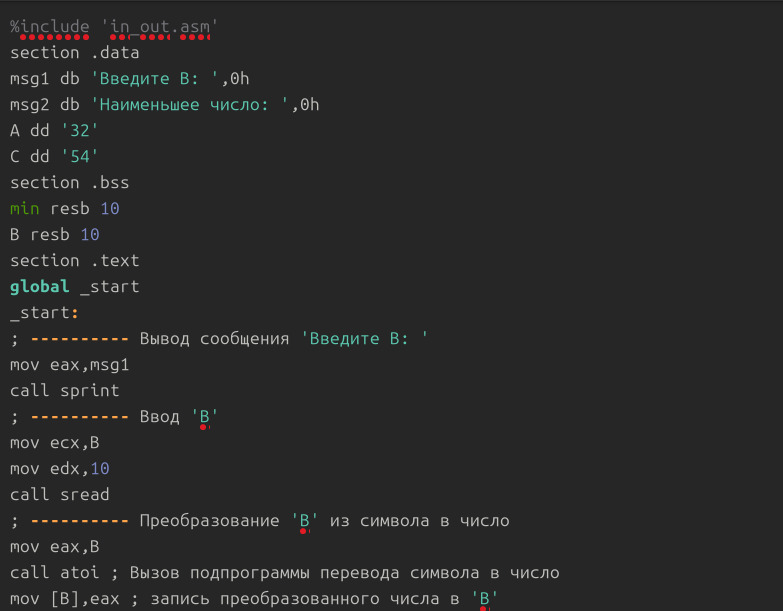 %include 'in_out.asm'
section .data
msg1 db 'Введите B: ',0h
msg2 db 'Наименьшее число: ',0h
A dd '32'
C dd '54'
section .bss
min resb 10
B resb 10
section .text
global _start
_start:
; ---------- Вывод сообщения 'Введите B: '
mov eax,msg1
call sprint
; ---------- Ввод 'B'
mov ecx,B
mov edx,10
call sread
; ---------- Преобразование 'B' из символа в число
mov eax,B
call atoi ; Вызов подпрограммы перевода символа в число
mov [B],eax ; запись преобразованного числа в 'B'